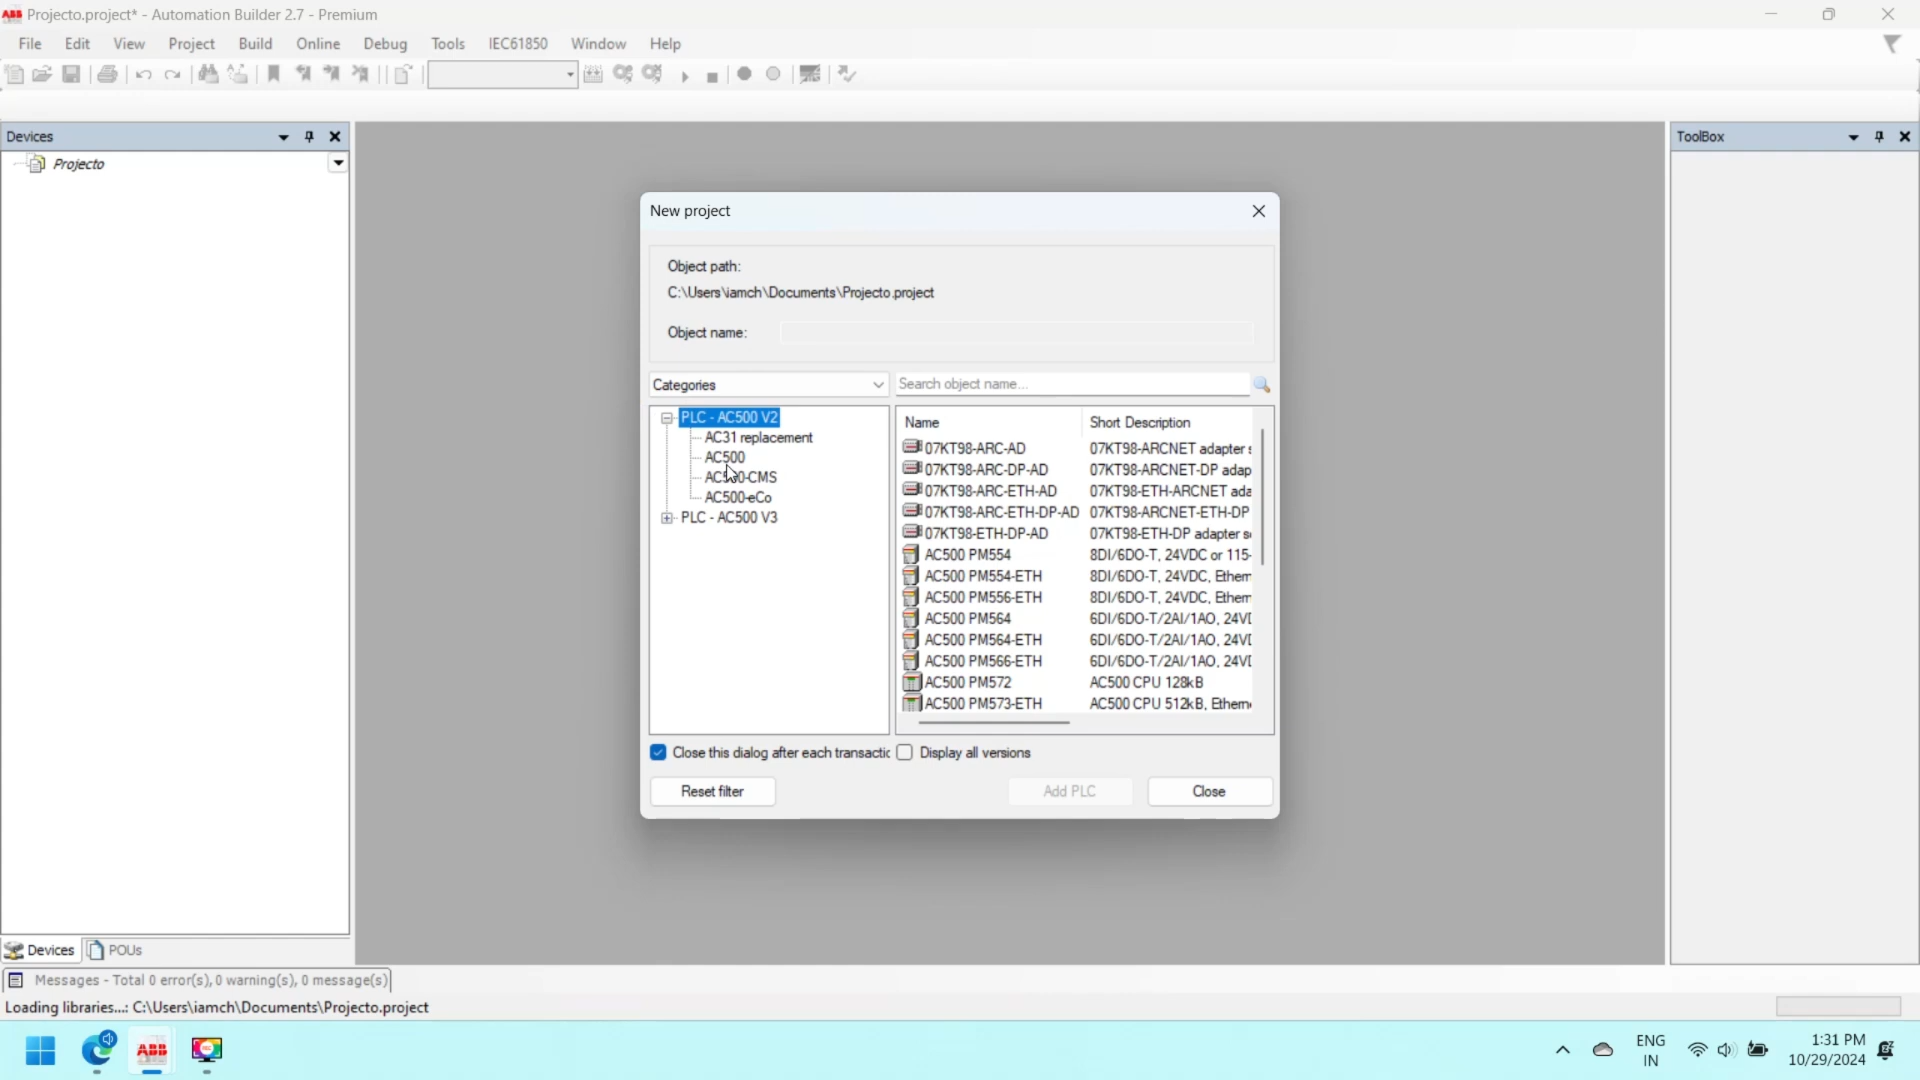 ABB Projecto.project* - Automation Builder 2.7 - Premium
File Edit View Project Build Online Debug Tools IEC61850 Window Help
Devices
Projecto
ToolBox
New project
Object path:
C:\Users\iamch\Documents\Projecto.project
Object name:
Categories
Search object name...
PLC - AC500 V2
AC31 replacement
AC500
AC500-CMS
AC500-eCo
PLC - AC500 V3
Name Short Description
07KT98-ARC-AD 07KT98-ARCNET adapter s
07KT98-ARC-DP-AD 07KT98-ARCNET-DP adap
07KT98-ARC-ETH-AD 07KT98-ETH-ARCNET ada
07KT98-ARC-ETH-DP-AD 07KT98-ARCNET-ETH-DP
07KT98-ETH-DP-AD 07KT98-ETH-DP adapter s
AC500 PM554 8DI/6DO-T, 24VDC or 115-
AC500 PM554-ETH 8DI/6DO-T, 24VDC, Ethern
AC500 PM556-ETH 8DI/6DO-T, 24VDC, Ethern
AC500 PM564 6DI/6DO-T/2AI/1AO, 24VD
AC500 PM564-ETH 6DI/6DO-T/2AI/1AO, 24VD
AC500 PM566-ETH 6DI/6DO-T/2AI/1AO, 24VD
AC500 PM572 AC500 CPU 128kB
AC500 PM573-ETH AC500 CPU 512kB, Ethern
Close this dialog after each transactic Display all versions
Reset filter Add PLC Close
Devices POUs
Messages - Total 0 error(s), 0 warning(s), 0 message(s)
Loading libraries...: C:\Users\iamch\Documents\Projecto.project
ABB
ENG
IN
1:31 PM
10/29/2024